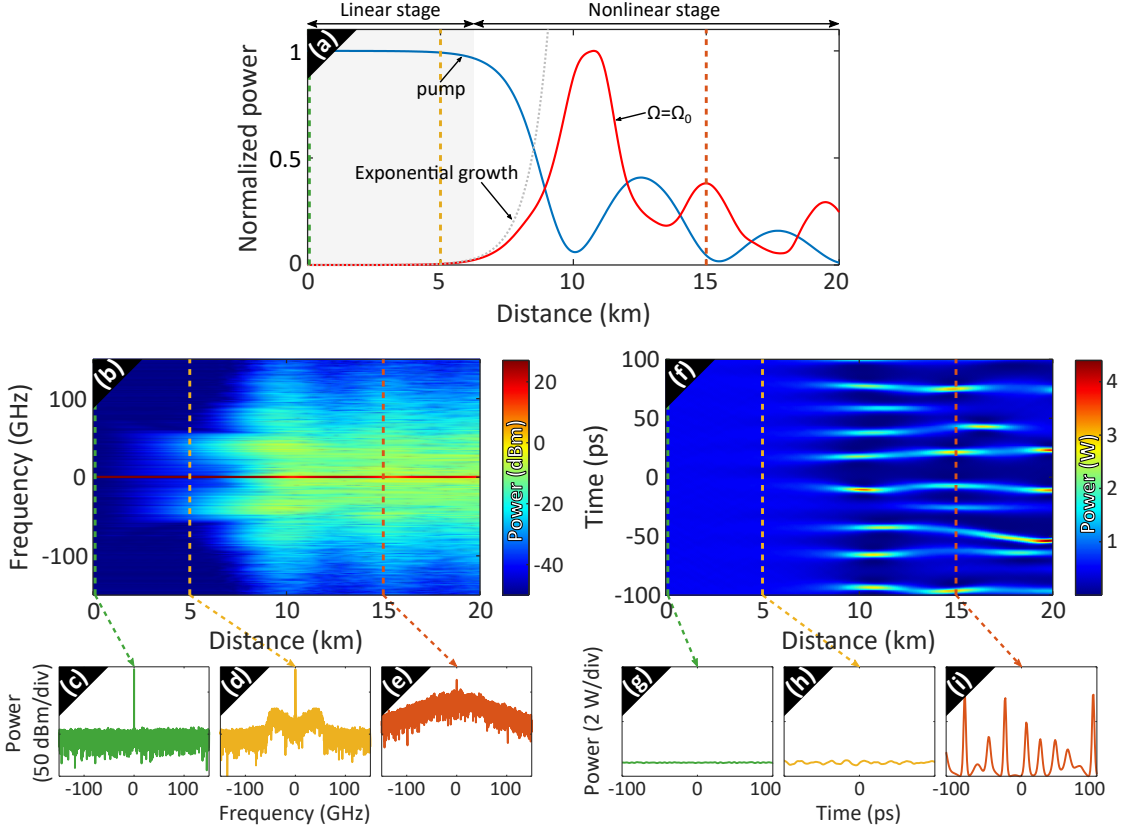 Linear stage
Nonlinear stage
(a)
Normalized power
1
0.5
0
pump
Ω=Ω₀
Exponential growth
0 5 10 15 20
Distance (km)
(b)
Frequency (GHz)
100
0
-100
0 5 10 15 20
Distance (km)
Power (dBm)
20
0
-20
-40
(f)
Time (ps)
100
50
0
-50
-100
0 5 10 15 20
Distance (km)
Power (W)
4
3
2
1
(c)
(d)
(e)
Power
(50 dBm/div)
-100 0 100
-100 0 100
-100 0 100
Frequency (GHz)
(g)
(h)
(i)
Power (2 W/div)
-100 0 100
-100 0 100
Time (ps)